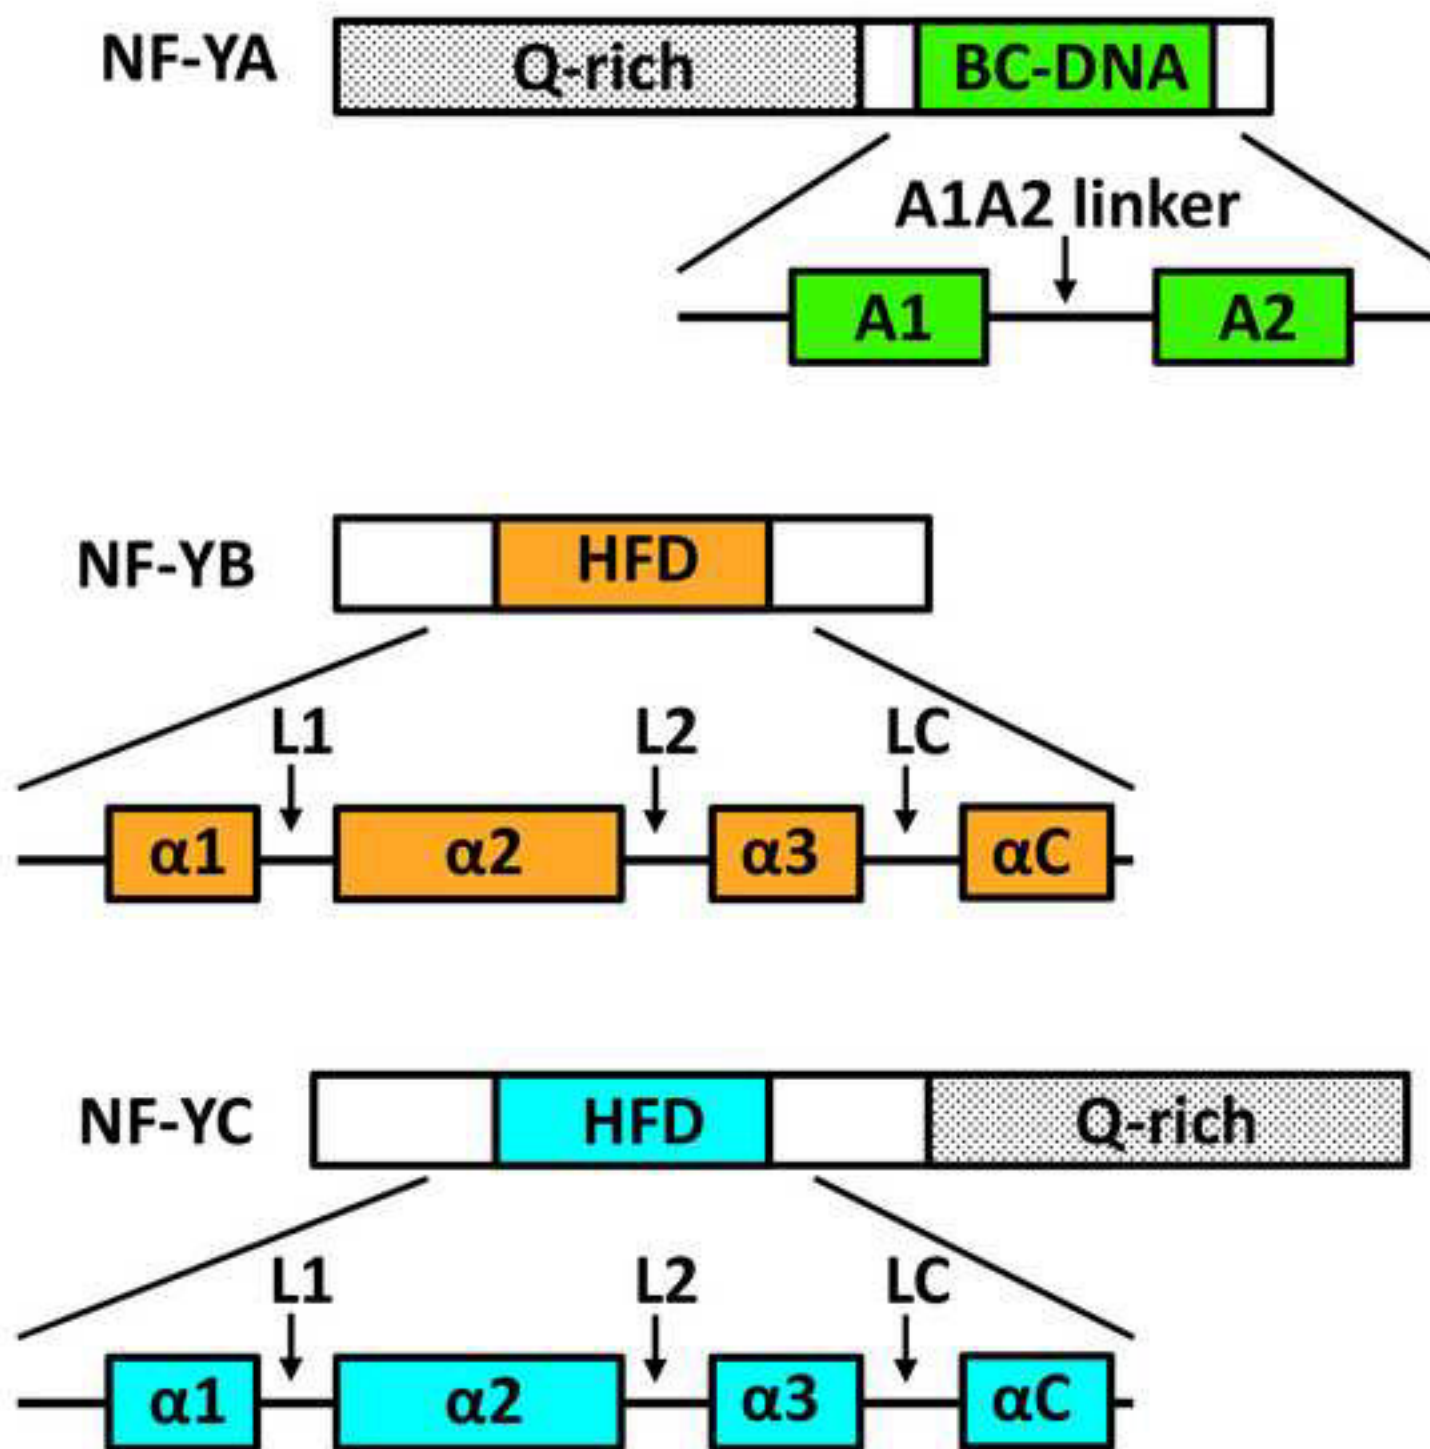 NF-YA Q-rich BC-DNA
A1A2 linker
A1 A2
NF-YB HFD
L1 L2 LC
α1 α2 α3 αC
NF-YC HFD Q-rich
L1 L2 LC
α1 α2 α3 αC